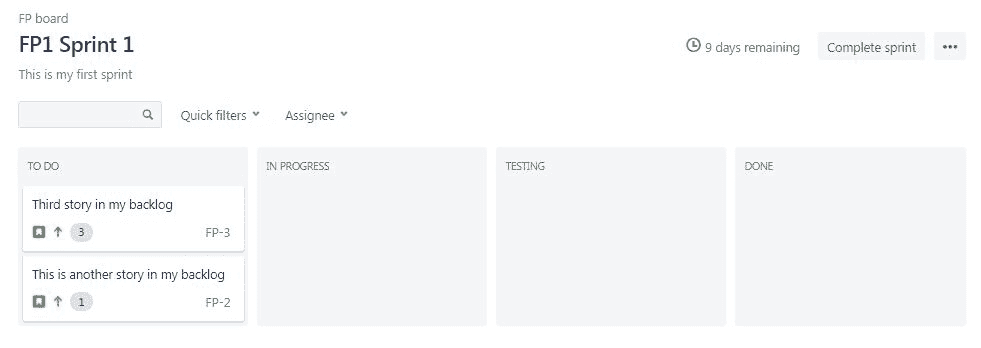 FP board
FP1 Sprint 1
9 days remaining
Complete sprint
This is my first sprint
Quick filters
Assignee
TO DO
IN PROGRESS
TESTING
DONE
Third story in my backlog
3
FP-3
This is another story in my backlog
1
FP-2